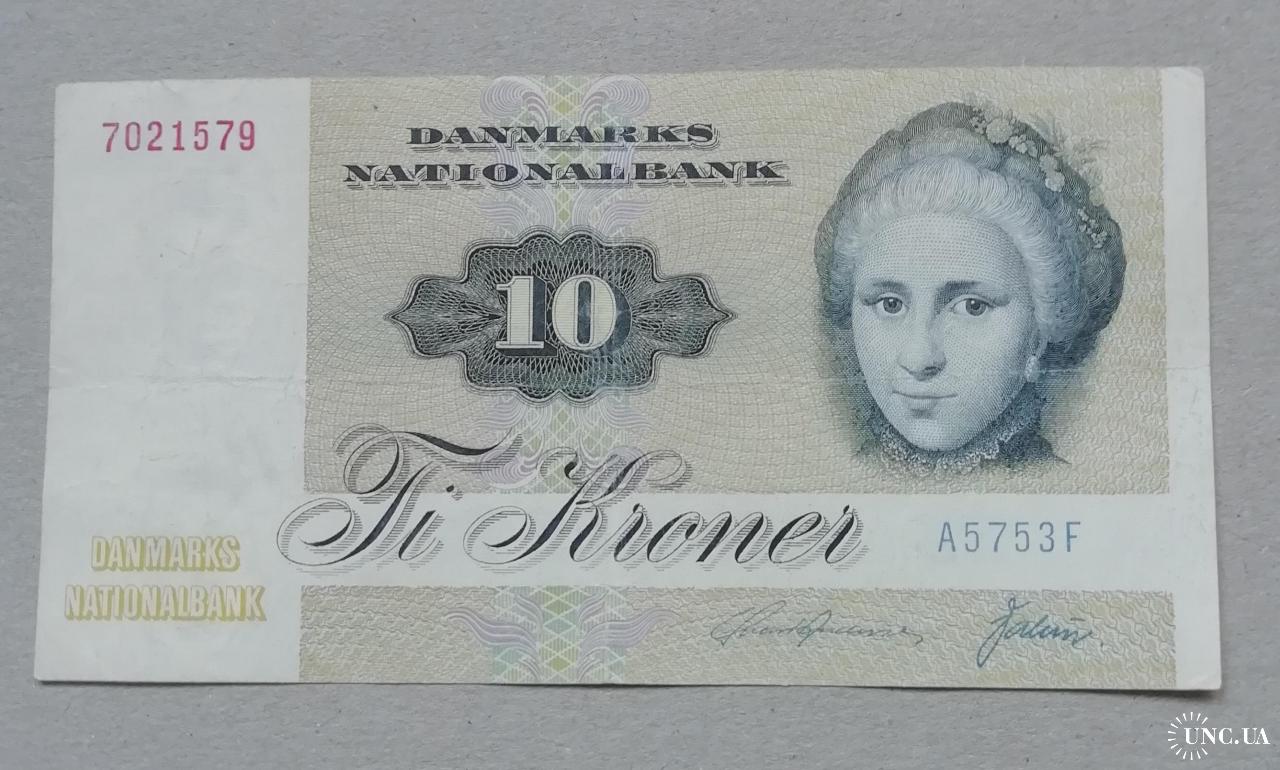 7021579
DANMARKS
NATIONALBANK
10
Ti Kroner
A5753F
DANMARKS
NATIONALBANK
UNC.UA